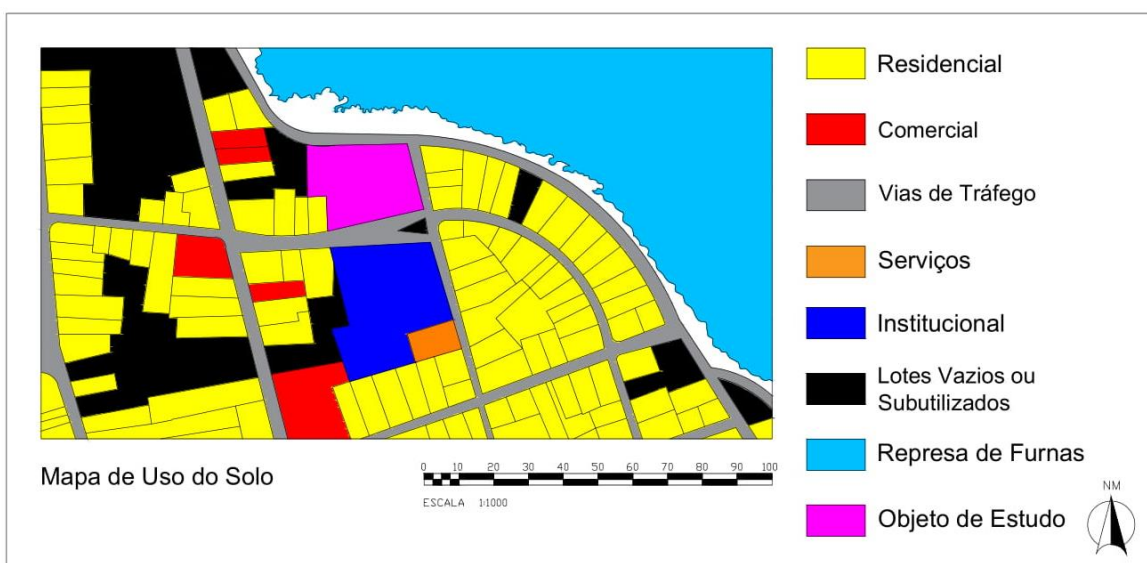 Residencial
Comercial
Vias de Tráfego
Serviços
Institucional
Lotes Vazios ou
Subutilizados
Represa de Furnas
Objeto de Estudo
Mapa de Uso do Solo
0 10 20 30 40 50 60 70 80 90 100
ESCALA 1:1000
NM